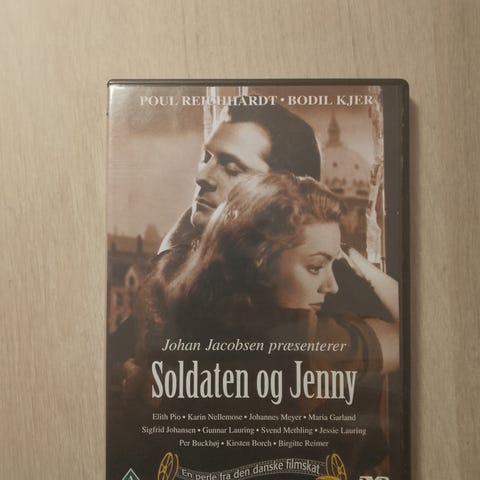 POUL REICHHARDT • BODIL KJER
Johan Jacobsen præsenterer
Soldaten og Jenny
Elith Pio • Karin Nellemose • Johannes Meyer • Maria Garland
Sigfrid Johansen • Gunnar Lauring • Svend Methling • Jessie Lauring
Per Buckhøj • Kirsten Borch • Birgitte Reimer
En perle fra den danske filmskat